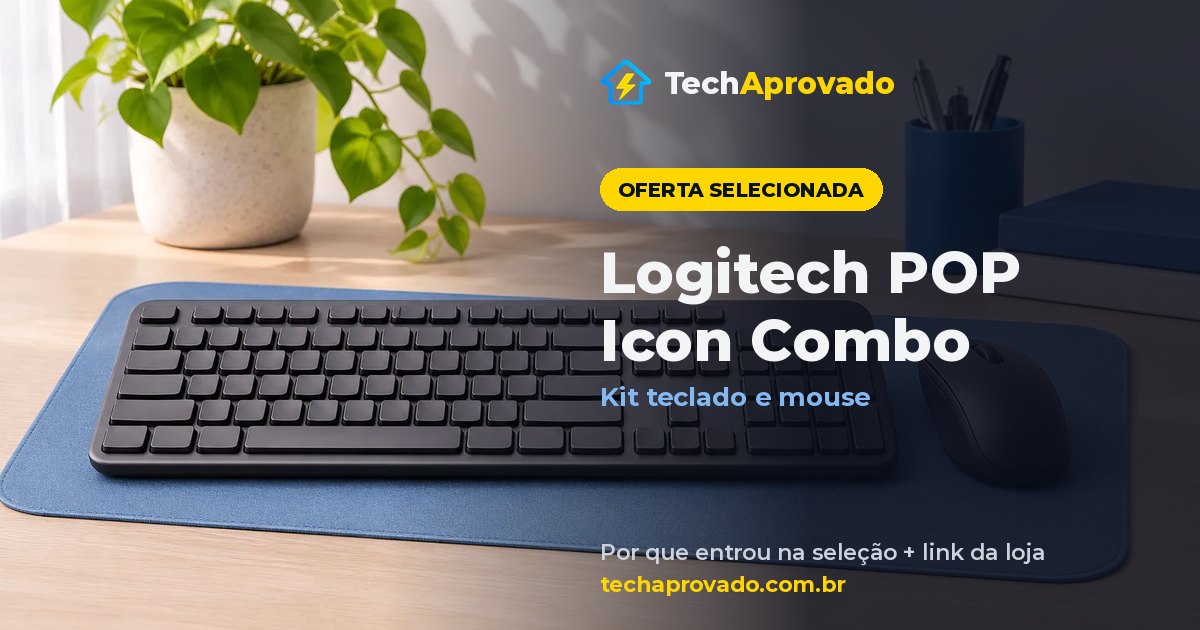 TechAprovado
OFERTA SELECIONADA
Logitech POP
Icon Combo
Kit teclado e mouse
Por que entrou na seleção + link da loja
techaprovado.com.br